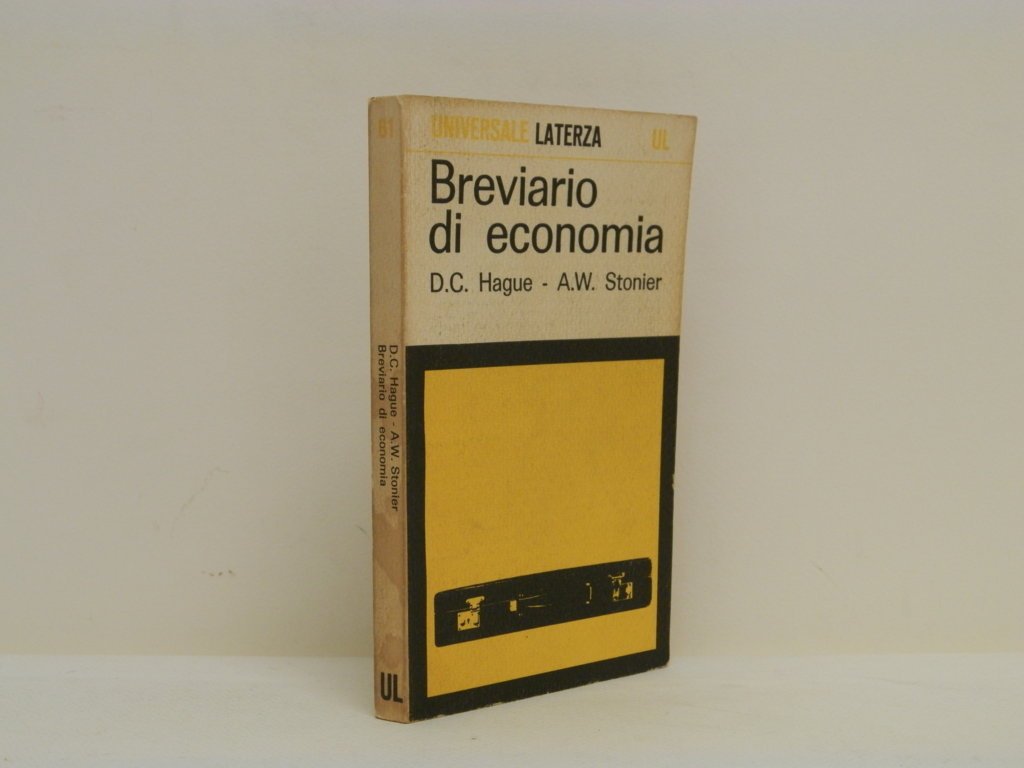 UNIVERSALE LATERZA UL
Breviario
di economia
D.C. Hague - A.W. Stonier
61
D.C. Hague - A.W. Stonier
Breviario di economia
UL